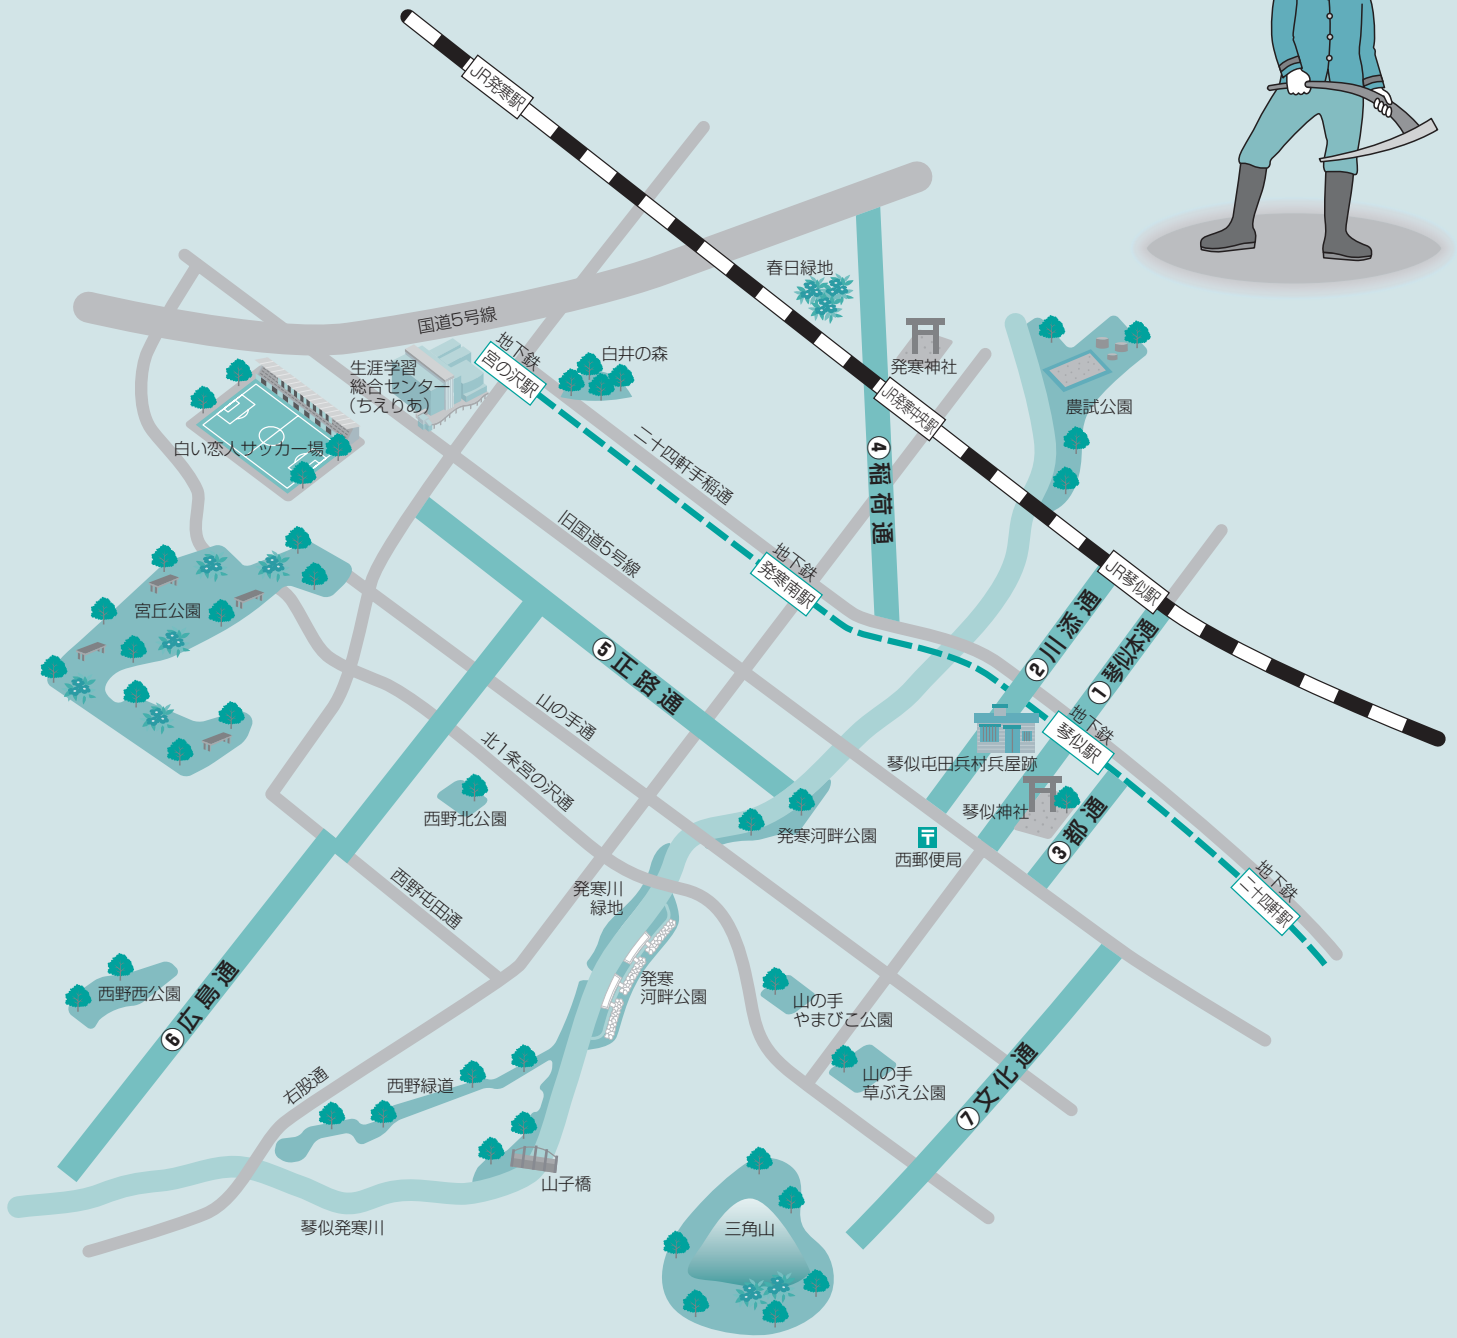 JR発寒駅
春日緑地
国道5号線
発寒神社
地下鉄
宮の沢駅
白井の森
生涯学習
総合センター
(ちえりあ)
JR発寒中央駅
農試公園
白い恋人サッカー場
二十四軒手稲通
4 稲荷通
旧国道5号線
地下鉄
発寒南駅
JR琴似駅
宮丘公園
2 川添通
1 琴似本通
5 正路通
山の手通
地下鉄
琴似駅
北1条宮の沢通
琴似屯田兵村兵屋跡
琴似神社
西野北公園
発寒河畔公園
3 都通
〒
西郵便局
地下鉄
二十四軒駅
西野屯田通
発寒川
緑地
発寒
河畔公園
西野西公園
山の手
やまびこ公園
6 広島通
山の手
草ぶえ公園
7 文化通
右股通
西野緑道
山子橋
琴似発寒川
三角山